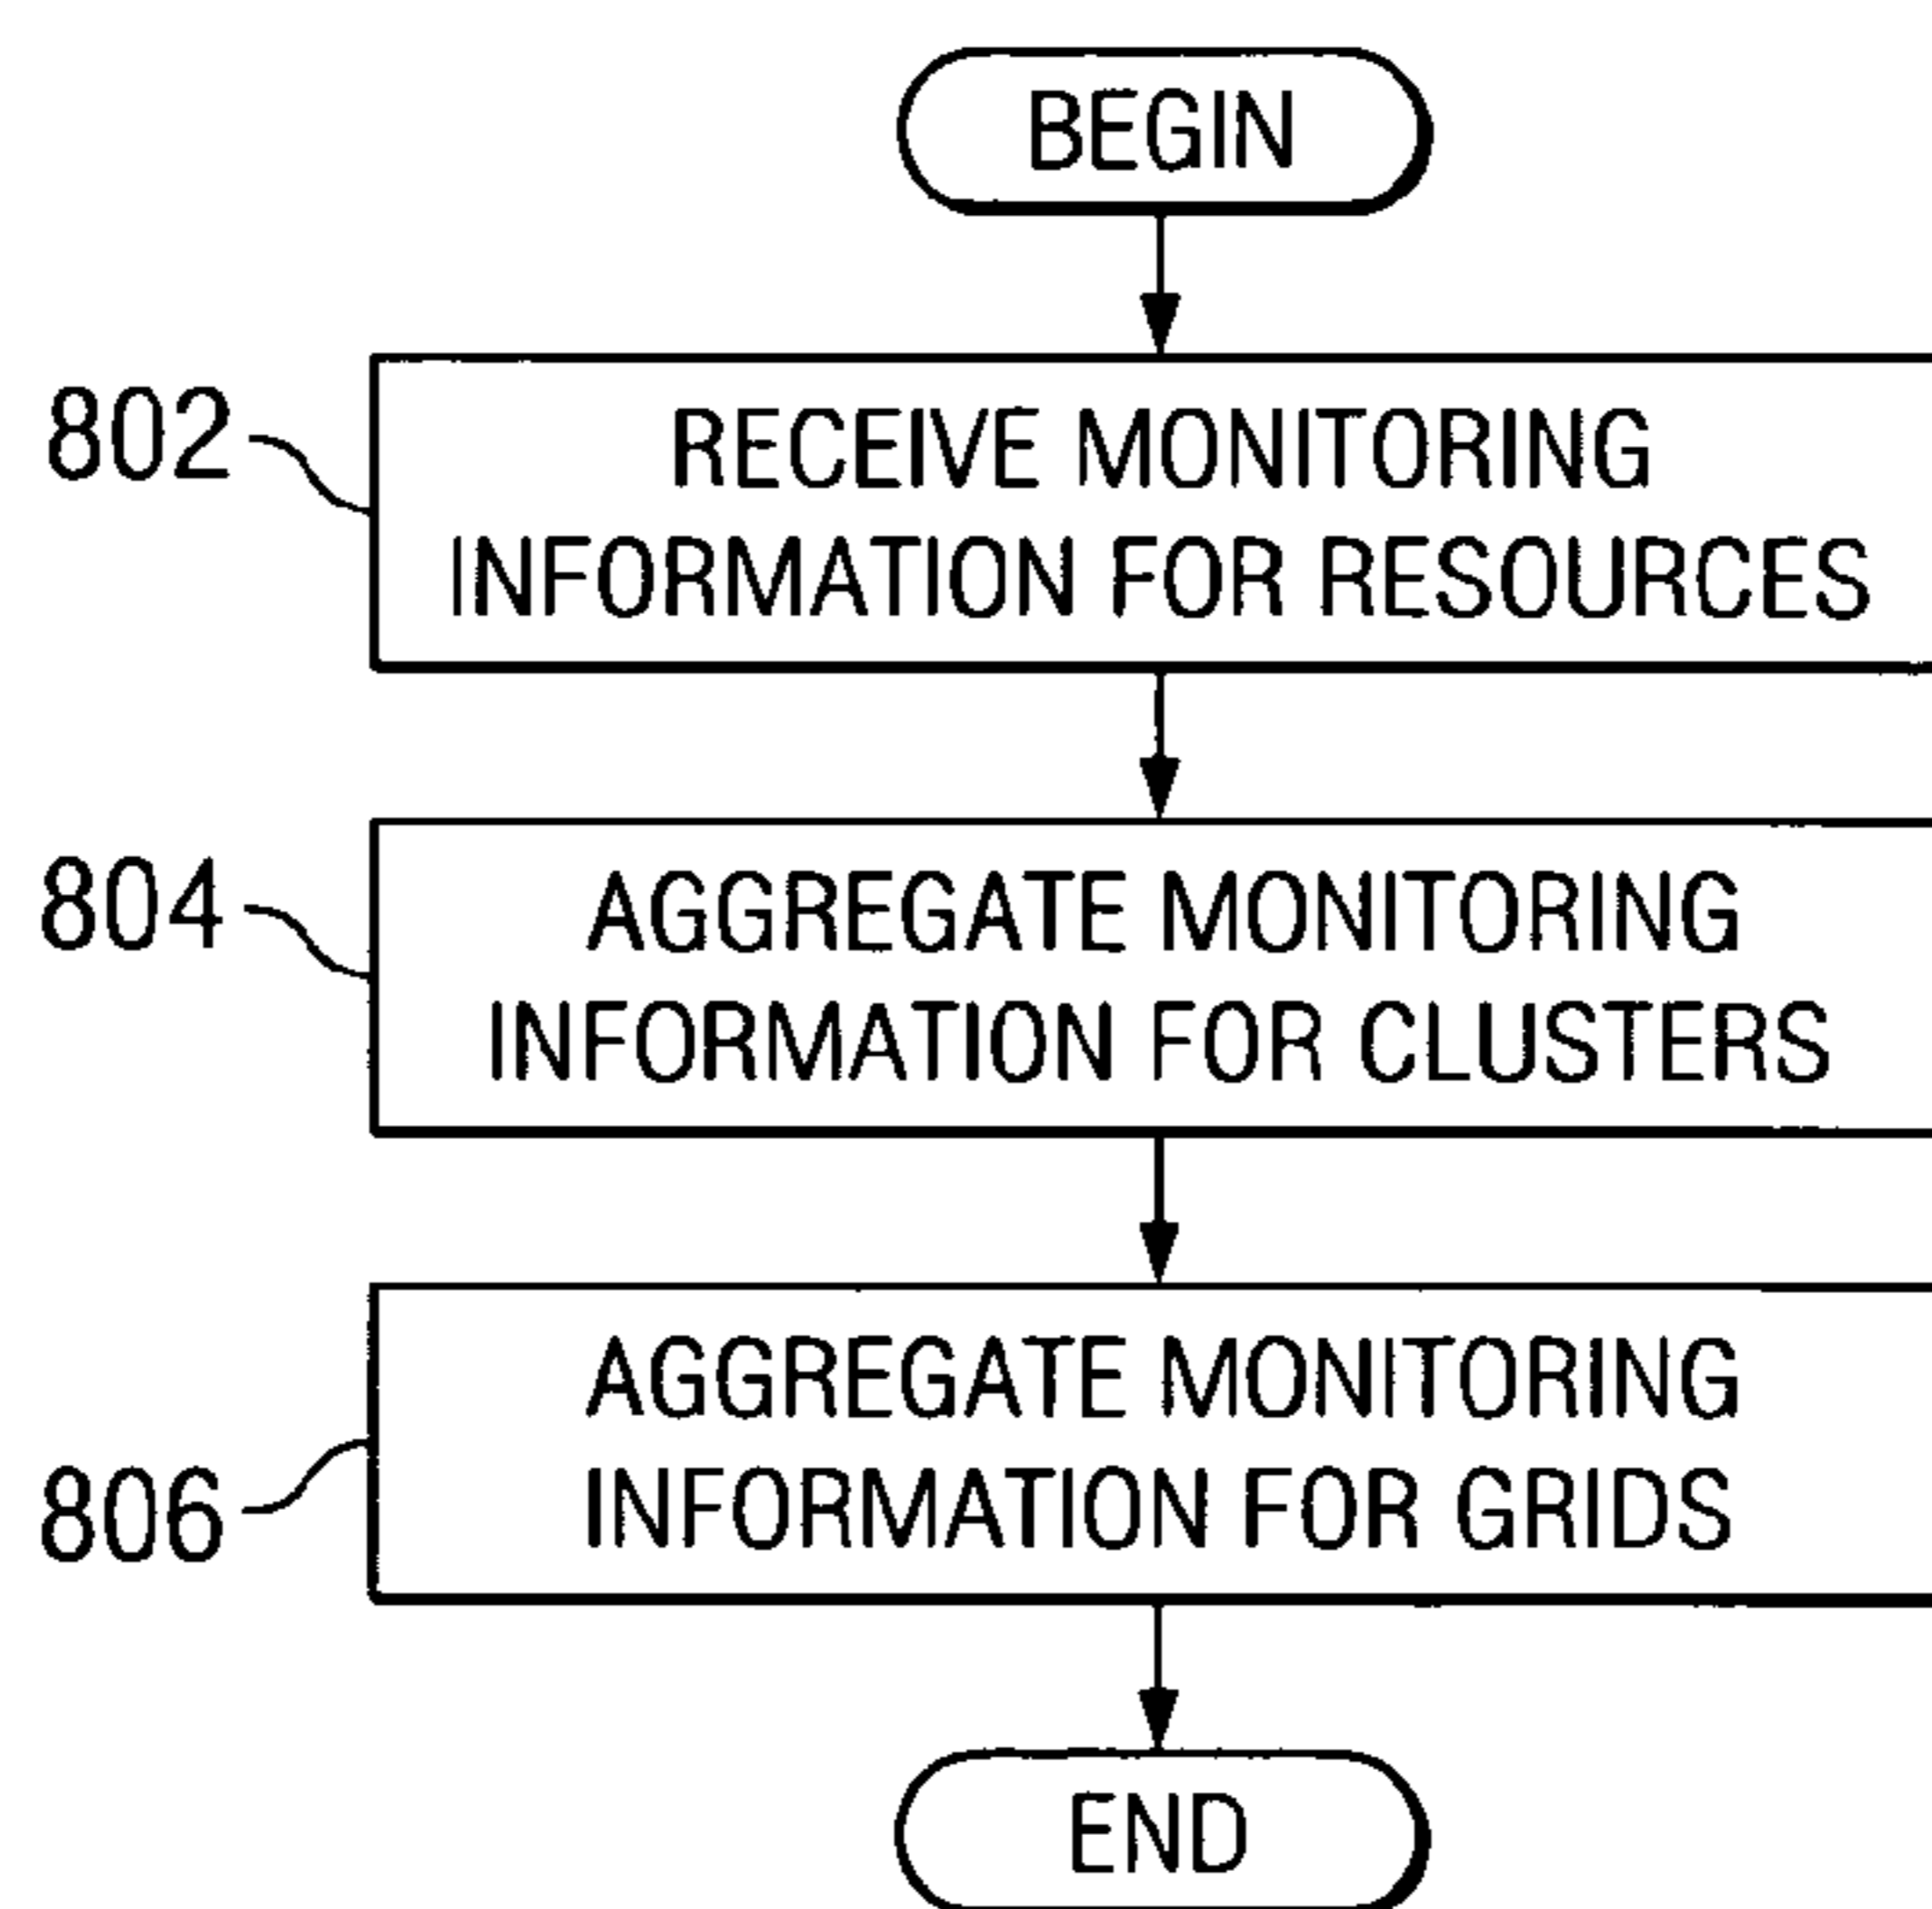 BEGIN
802
RECEIVE MONITORING
INFORMATION FOR RESOURCES
804
AGGREGATE MONITORING
INFORMATION FOR CLUSTERS
AGGREGATE MONITORING
806
INFORMATION FOR GRIDS
END